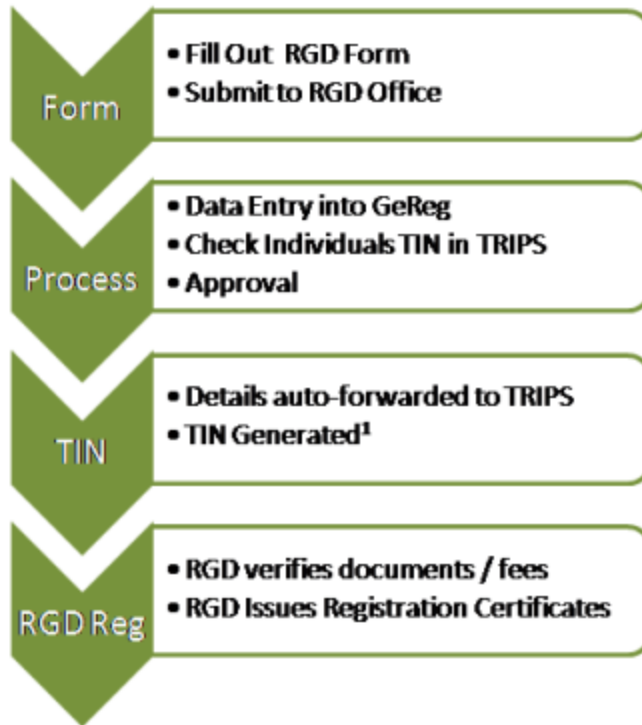 Form
• Fill Out RGD Form
• Submit to RGD Office
Process
• Data Entry into GeReg
• Check Individuals TIN in TRIPS
• Approval
TIN
• Details auto-forwarded to TRIPS
• TIN Generated¹
RGD Reg
• RGD verifies documents / fees
• RGD Issues Registration Certificates